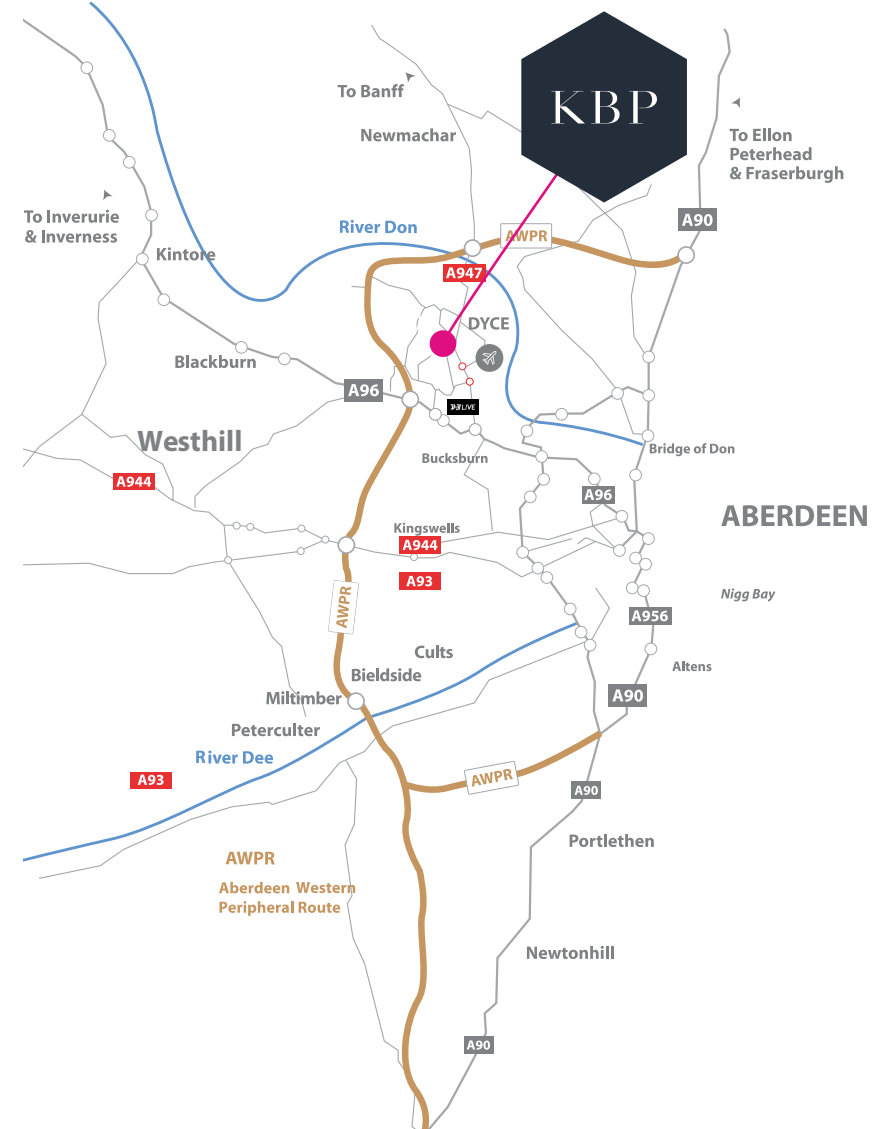 KBP
To Banff
Newmachar
To Ellon
Peterhead
& Fraserburgh
To Inverurie
& Inverness
A90
River Don
AWPR
Kintore
A947
DYCE
Blackburn
A96
LIVE
Westhill
Bridge of Don
Bucksburn
A944
A96
ABERDEEN
Kingswells
A944
A93
Nigg Bay
AWPR
A956
Cults
Altens
Bieldside
Miltimber
A90
Peterculter
River Dee
A93
AWPR
A90
Portlethen
AWPR
Aberdeen Western
Peripheral Route
Newtonhill
A90